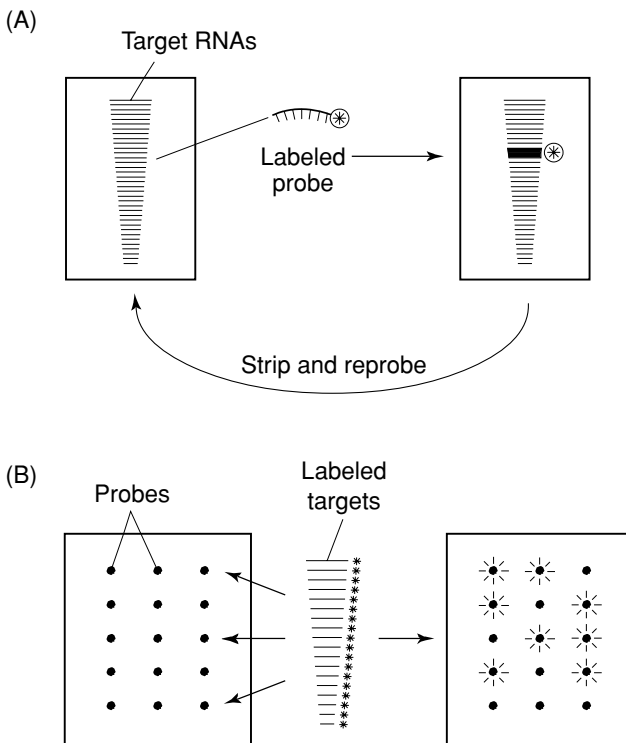 (A)
Target RNAs
Labeled
probe
Strip and reprobe
(B)
Probes
Labeled
targets